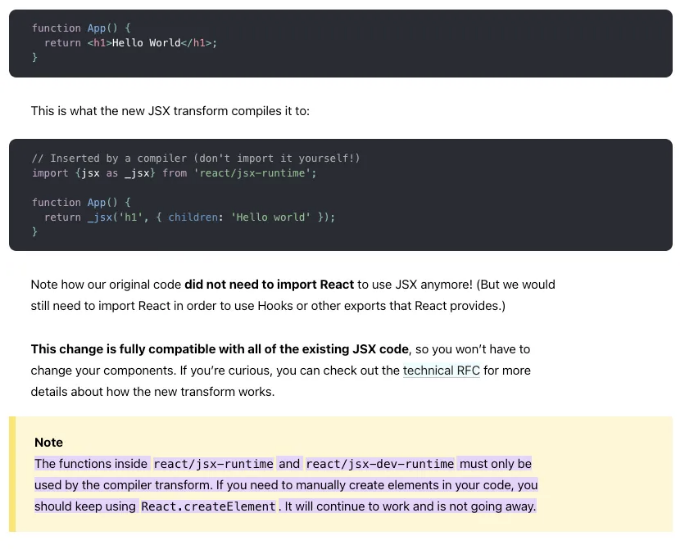 function App() {
  return <h1>Hello World</h1>;
}
This is what the new JSX transform compiles it to:
// Inserted by a compiler (don't import it yourself!)
import {jsx as _jsx} from 'react/jsx-runtime';
function App() {
  return _jsx('h1', { children: 'Hello world' });
}
Note how our original code did not need to import React to use JSX anymore! (But we would
still need to import React in order to use Hooks or other exports that React provides.)
This change is fully compatible with all of the existing JSX code, so you won’t have to
change your components. If you’re curious, you can check out the technical RFC for more
details about how the new transform works.
Note
The functions inside react/jsx-runtime and react/jsx-dev-runtime must only be
used by the compiler transform. If you need to manually create elements in your code, you
should keep using React.createElement. It will continue to work and is not going away.